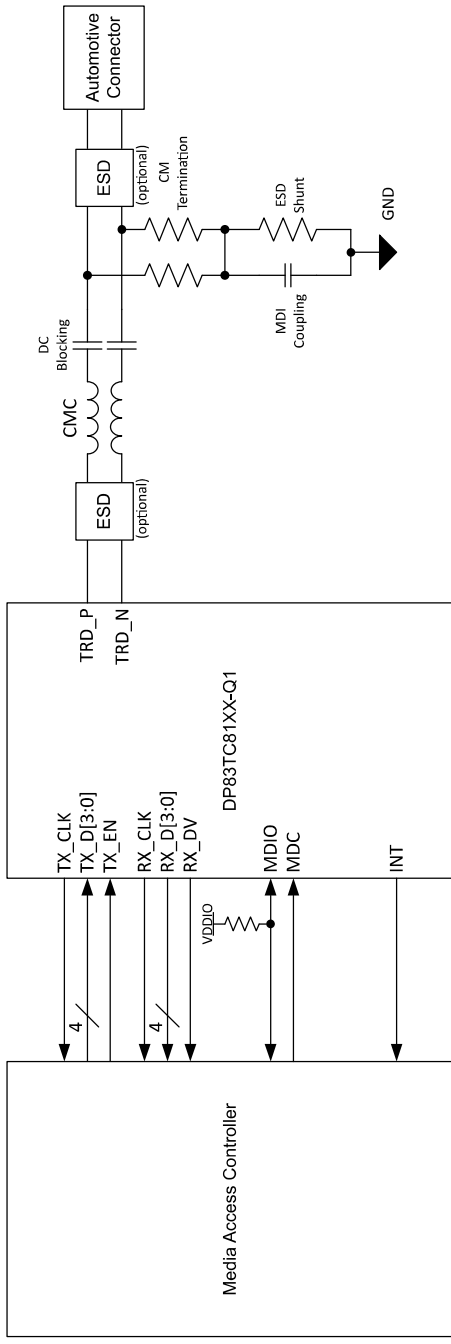 Media Access Controller
4
4
VDDIO
TX_CLK
TX_D[3:0]
TX_EN
RX_CLK
RX_D[3:0]
RX_DV
MDIO
MDC
INT
DP83TC81XX-Q1
TRD_P
TRD_N
ESD
(optional)
CMC
DC
Blocking
MDI
Coupling
CM
Termination
ESD
Shunt
GND
ESD
(optional)
Automotive
Connector